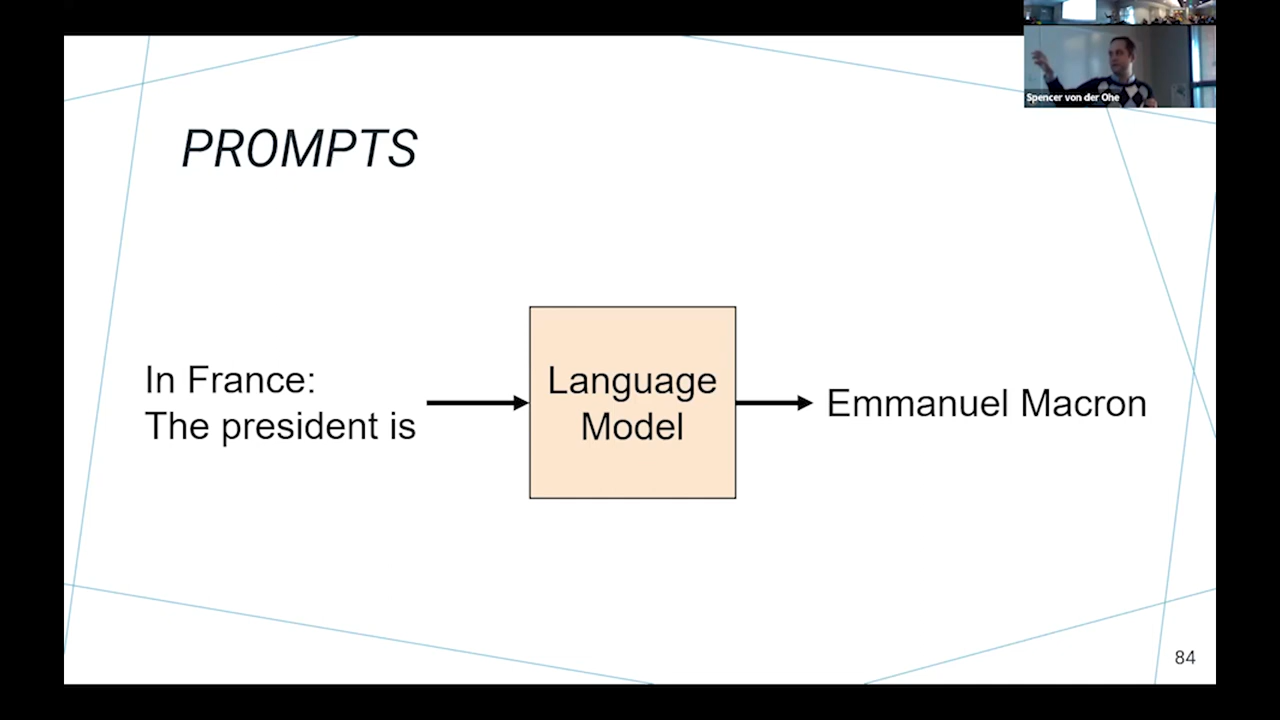 Spencer von der Ohe
PROMPTS
In France:
The president is
Language
Model
Emmanuel Macron
84